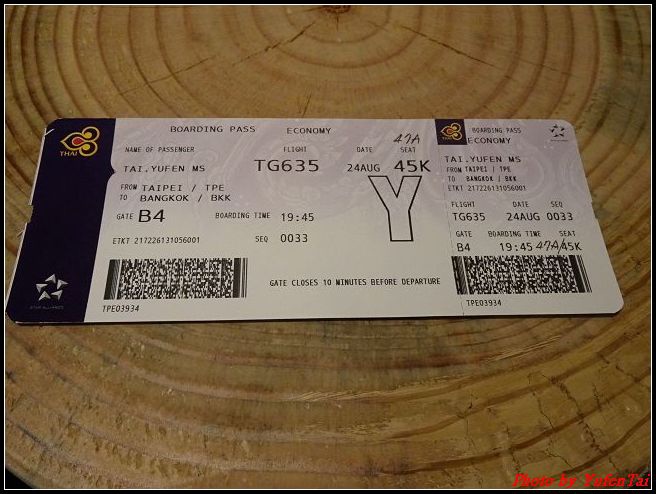 THAI
BOARDING PASS ECONOMY
NAME OF PASSENGER FLIGHT DATE SEAT
47A
TAI.YUFEN MS TG635 24AUG 45K
FROM TAIPEI / TPE
TO BANGKOK / BKK
Y
GATE B4 BOARDING TIME 19:45
ETKT 217226131056001 SEQ 0033
GATE CLOSES 10 MINUTES BEFORE DEPARTURE
TPE03934
STAR ALLIANCE
BOARDING PASS
ECONOMY
TAI.YUFEN MS
FROM TAIPEI / TPE
TO BANGKOK / BKK
ETKT 217226131056001
FLIGHT DATE SEQ
TG635 24AUG 0033
GATE BOARDING TIME SEAT
B4 19:45 47A/45K
TPE03934
Photo by YufenTai